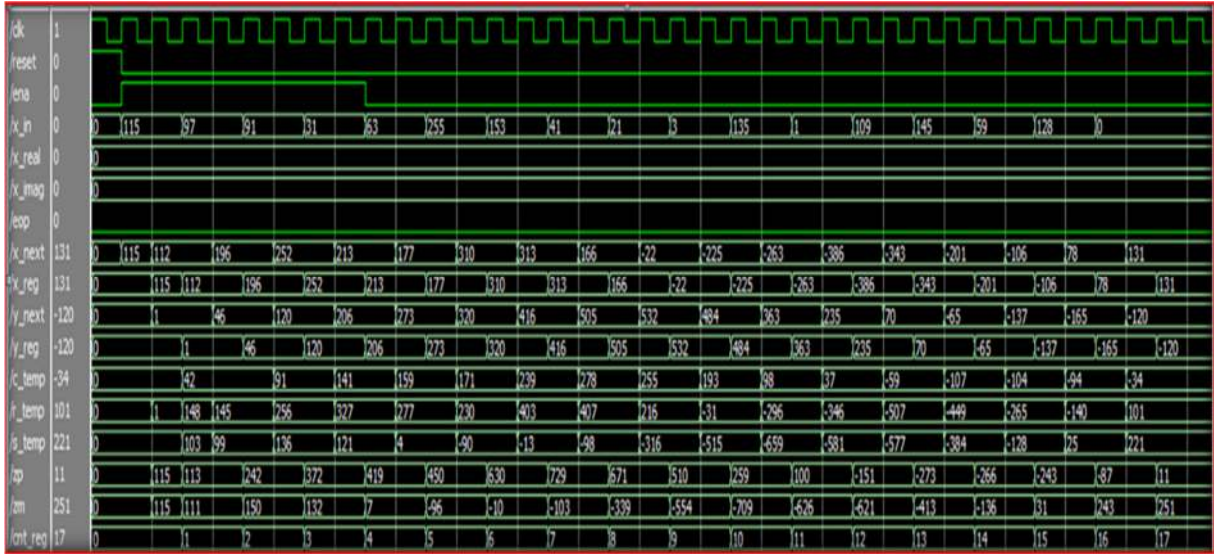 /clk 1
/reset 0
/ena 0
/x_in 0 0 115 97 91 31 63 255 153 41 21 3 135 1 109 145 59 128 0
/x_real 0 0
/x_imag 0 0
/eop 0
/x_next 131 0 115 112 196 252 213 177 310 313 166 -22 -225 -263 -386 -343 -201 -106 78 131
/x_reg 131 0 115 112 196 252 213 177 310 313 166 -22 -225 -263 -386 -343 -201 -106 78 131
/y_next -120 0 1 46 120 206 273 320 416 505 532 484 363 235 70 -65 -137 -165 -120
/y_reg -120 0 1 46 120 206 273 320 416 505 532 484 363 235 70 -65 -137 -165 -120
/c_temp -34 0 42 91 141 159 171 239 278 255 193 98 37 -59 -107 -104 -94 -34
/r_temp 101 0 1 148 145 256 327 277 230 403 407 216 -31 -296 -346 -507 -449 -265 -140 101
/s_temp 221 0 103 99 136 121 4 -90 -13 -98 -316 -515 -659 -581 -577 -384 -128 25 221
/zp 11 0 115 113 242 372 419 450 630 729 671 510 259 100 -151 -273 -266 -243 -87 11
/zm 251 0 115 111 150 132 7 -96 -10 -103 -339 -554 -709 -626 -621 -413 -136 31 243 251
/cnt_reg 17 0 1 2 3 4 5 6 7 8 9 10 11 12 13 14 15 16 17